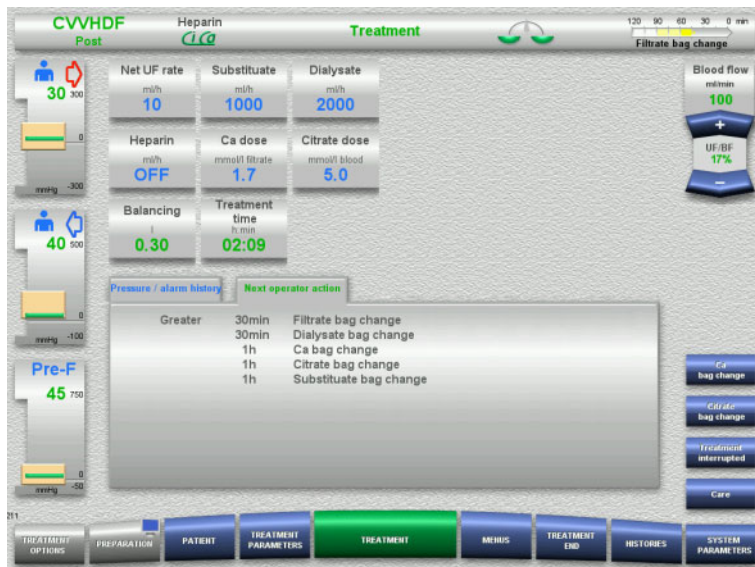 CVVHDF
Post
Heparin
CiCa
Treatment
120 90 60 30 0 min
Filtrate bag change
30 300
0
mmHg -300
40 500
0
mmHg -100
Pre-F
45 750
0
mmHg -50
Net UF rate
ml/h
10
Substituate
ml/h
1000
Dialysate
ml/h
2000
Heparin
ml/h
OFF
Ca dose
mmol/l filtrate
1.7
Citrate dose
mmol/l blood
5.0
Balancing
l
0.30
Treatment
time
h:min
02:09
Blood flow
ml/min
100
+
UF/BF
17%
−
Pressure / alarm history
Next operator action
Greater 30min Filtrate bag change
30min Dialysate bag change
1h Ca bag change
1h Citrate bag change
1h Substituate bag change
Ca
bag change
Citrate
bag change
Treatment
interrupted
Care
211
TREATMENT
OPTIONS
PREPARATION
PATIENT
TREATMENT
PARAMETERS
TREATMENT
MENUS
TREATMENT
END
HISTORIES
SYSTEM
PARAMETERS